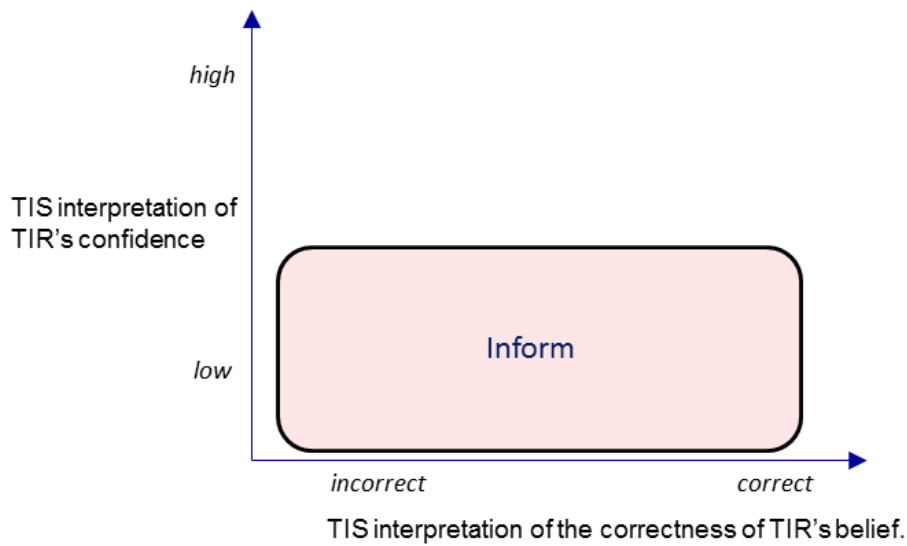 high
TIS interpretation of
TIR's confidence
Inform
low
incorrect correct
TIS interpretation of the correctness of TIR's belief.